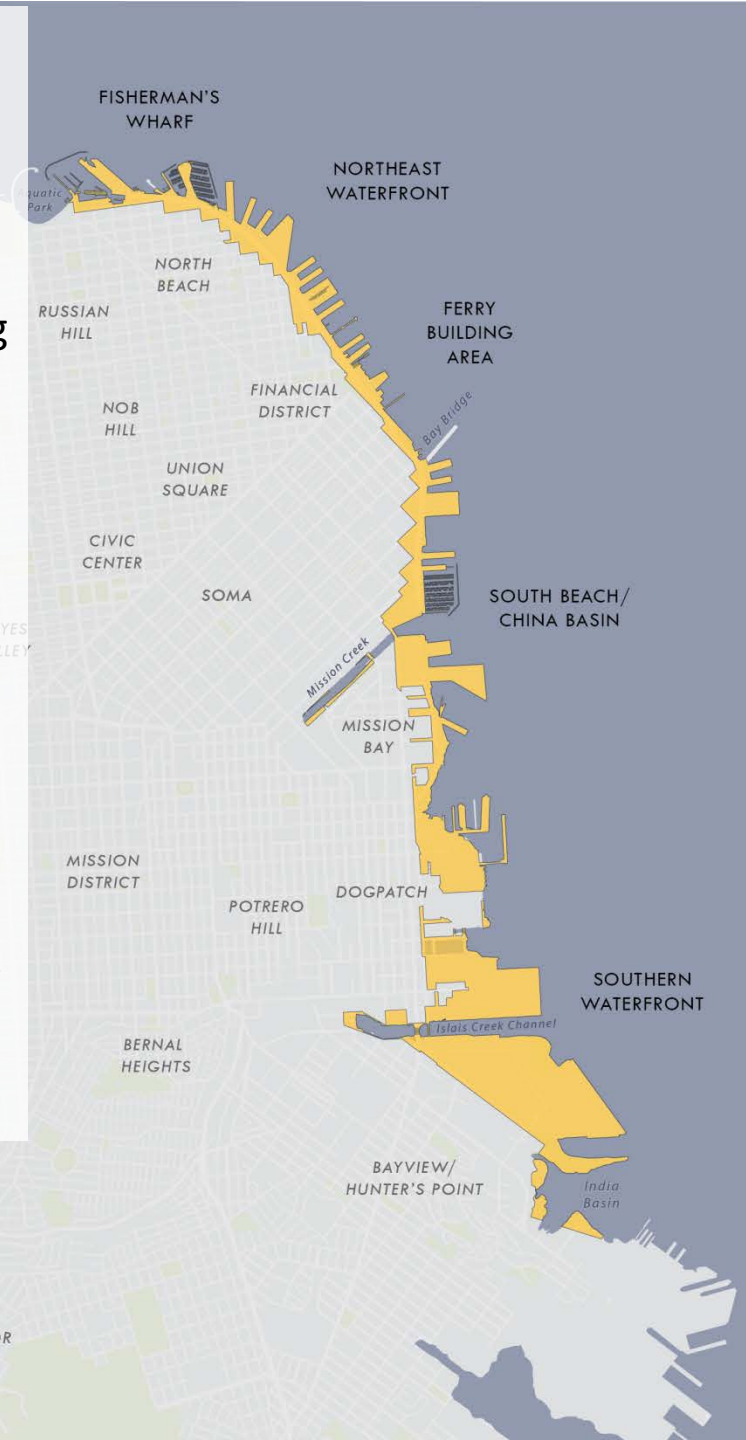 FISHERMAN'S
WHARF
NORTHEAST
WATERFRONT
Park
NORTH
BEACH
RUSSIAN
HILL
FERRY
BUILDING
AREA
FINANCIAL
DISTRICT
NOB
HILL
Bay Bridge
UNION
SQUARE
CIVIC
CENTER
SOMA
SOUTH BEACH/
CHINA BASIN
Mission Creek
MISSION
BAY
MISSION
DISTRICT
DOGPATCH
POTRERO
HILL
SOUTHERN
WATERFRONT
Islais Creek Channel
BERNAL
HEIGHTS
BAYVIEW/
HUNTER'S POINT
India
Basin